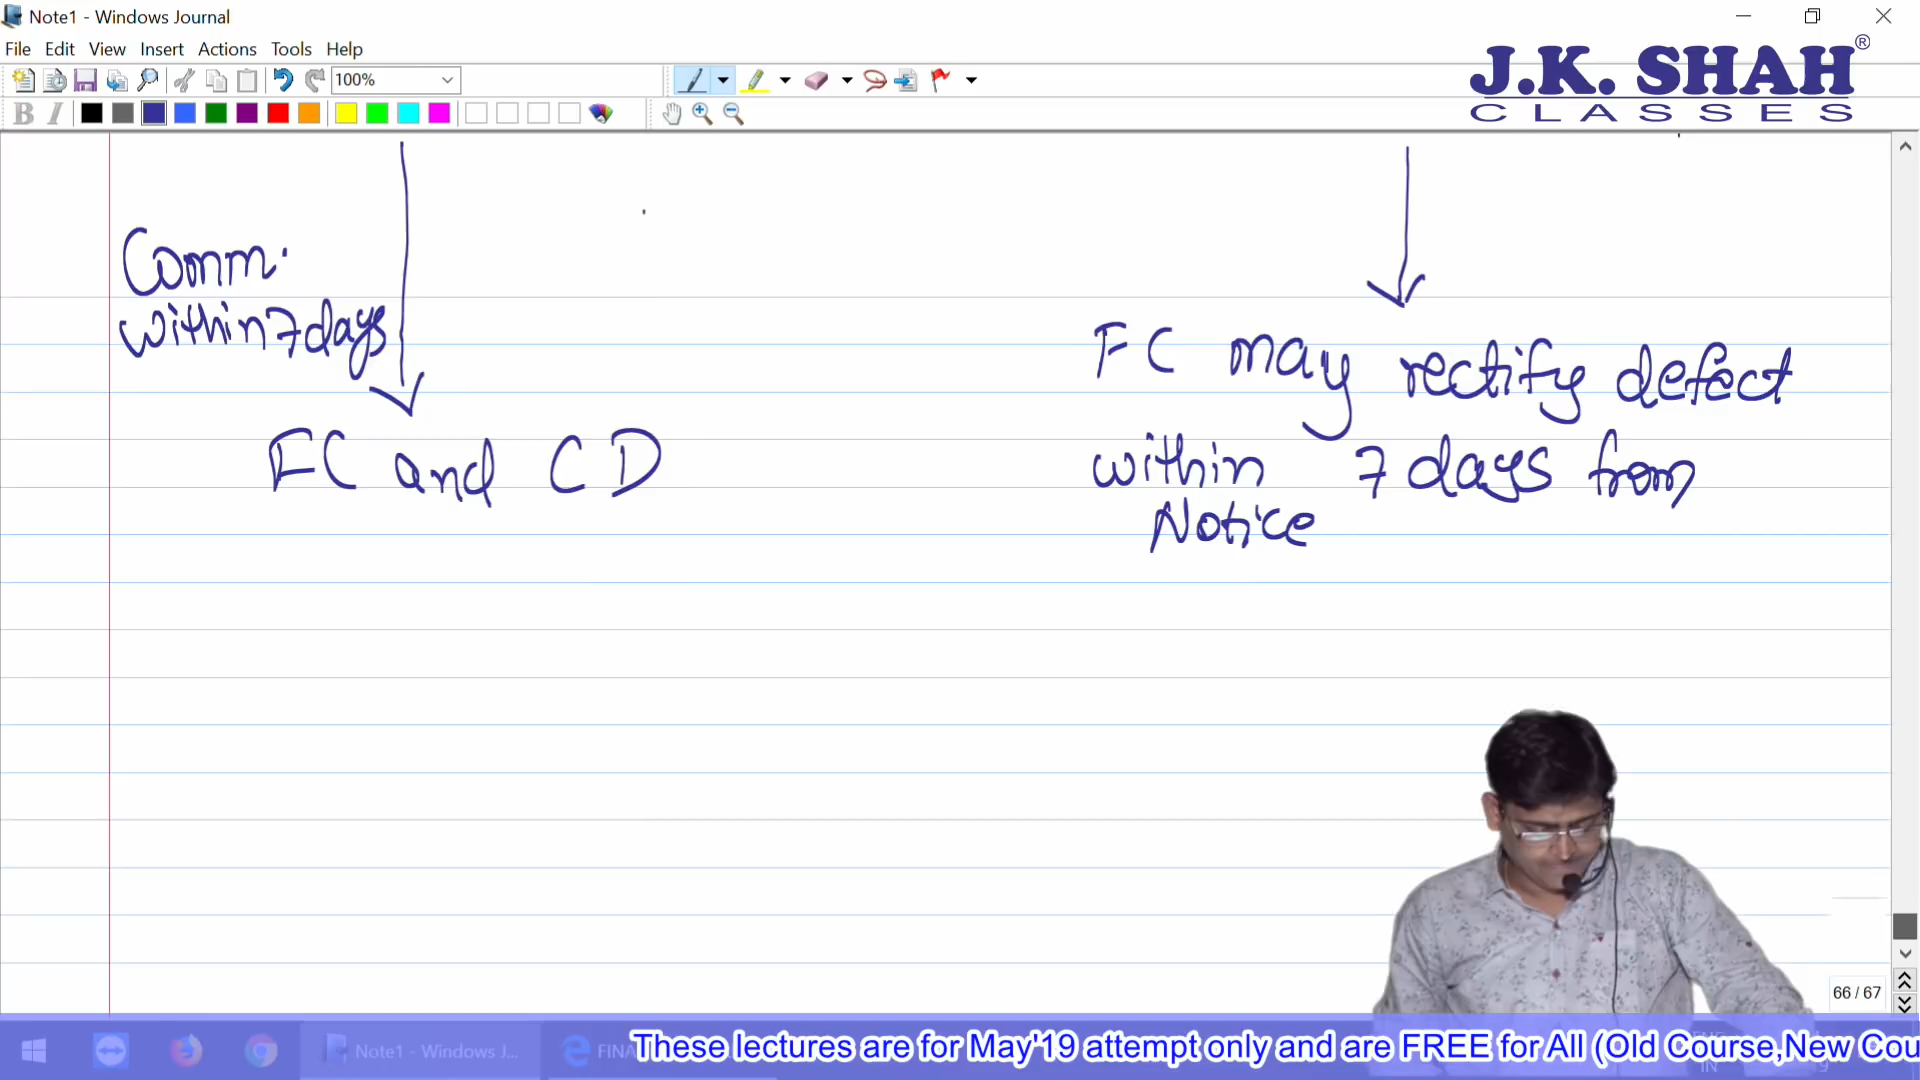 Note1 - Windows Journal
File Edit View Insert Actions Tools Help
100%
J.K. SHAH®
CLASSES
Comm.
within 7 days
FC and CD
FC may rectify defect
within 7 days from
Notice
66 / 67
Note1 - Windows J...
FINA
These lectures are for May'19 attempt only and are FREE for All (Old Course,New Cou
IN